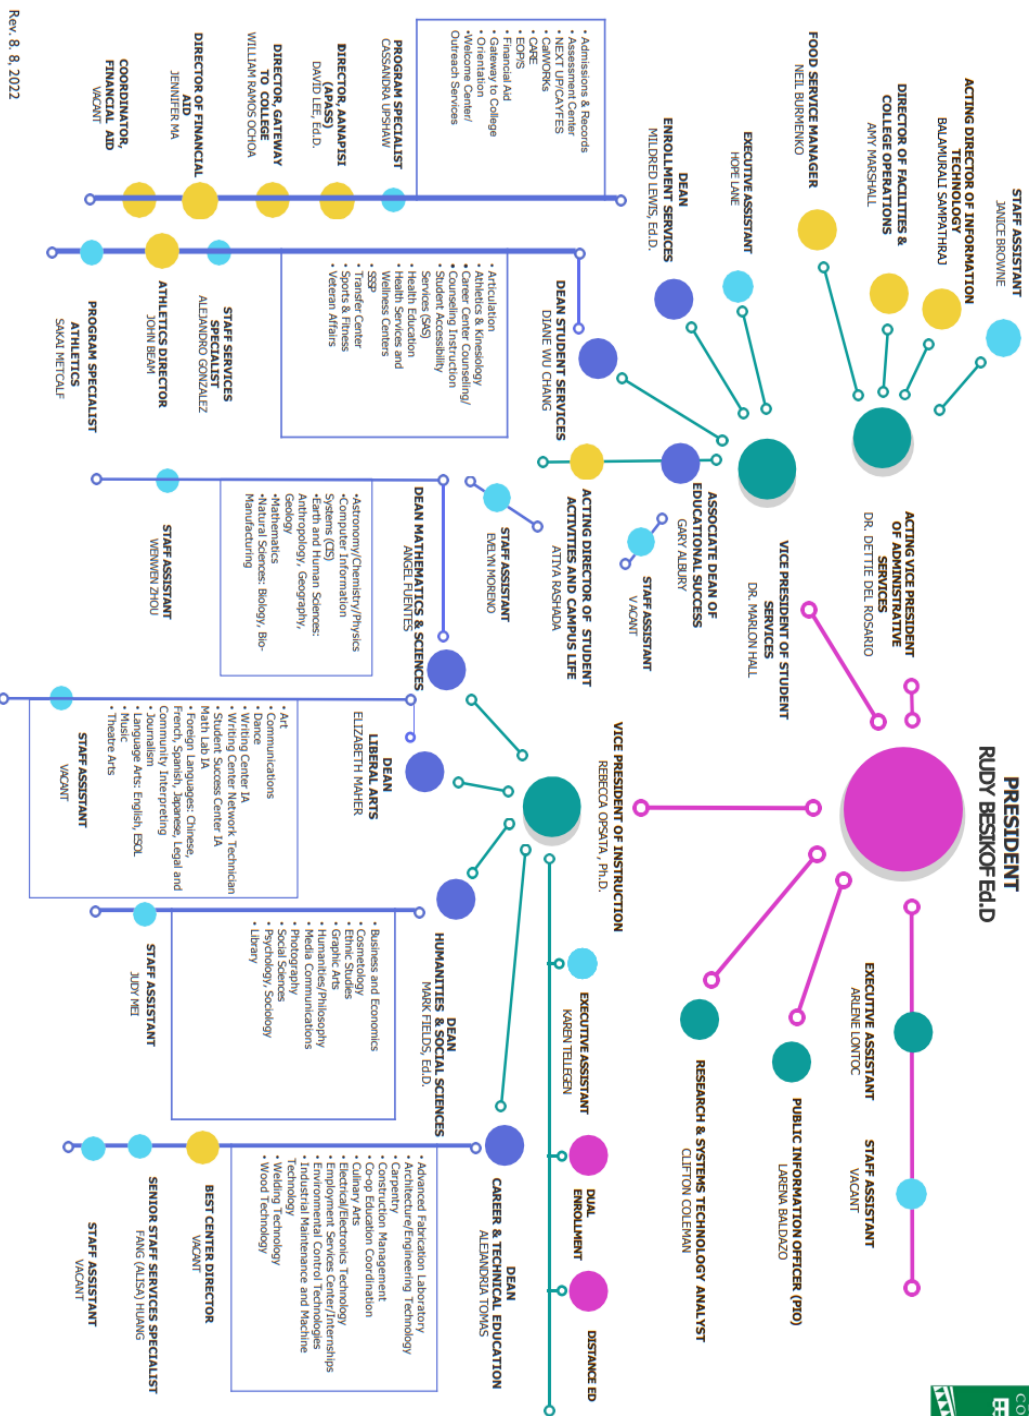 PRESIDENT
RUDY BESIKOF Ed.D
STAFF ASSISTANT
JANICE BROWNE
ACTING DIRECTOR OF INFORMATION
TECHNOLOGY
BALAMURALI SAMPATHRAJ
DIRECTOR OF FACILITIES &
COLLEGE OPERATIONS
AMY MARSHALL
FOOD SERVICE MANAGER
NEIL BURMENKO
ACTING VICE PRESIDENT
OF ADMINISTRATIVE
SERVICES
DR. DETTIE DEL ROSARIO
EXECUTIVE ASSISTANT
ARLENE LONTOC
STAFF ASSISTANT
VACANT
PUBLIC INFORMATION OFFICER (PIO)
LARENA BALDAZO
RESEARCH & SYSTEMS TECHNOLOGY ANALYST
CLIFTON COLEMAN
EXECUTIVE ASSISTANT
HOPE LANE
DEAN
ENROLLMENT SERVICES
MILDRED LEWIS, Ed.D.
VICE PRESIDENT OF STUDENT
SERVICES
DR. MARLON HALL
ASSOCIATE DEAN OF
EDUCATIONAL SUCCESS
GARY ALBURY
STAFF ASSISTANT
V ACANT
ACTING DIRECTOR OF STUDENT
ACTIVITIES AND CAMPUS LIFE
ATTIYA RASHADA
STAFF ASSISTANT
EVELYN MORENO
VICE PRESIDENT OF INSTRUCTION
REBECCA OPSATA , Ph.D.
EXECUTIVE ASSISTANT
KAREN TELLEGEN
DUAL
ENROLLMENT
DISTANCE ED
• Admissions & Records
• Assessment Center
• NEXT UP/CAYFES
• CalWORKs
• CARE
• EOP/S
• Financial Aid
• Gateway to College
• Orientation
•Welcome Center/
Outreach Services
PROGRAM SPECIALIST
CASSANDRA UPSHAW
DIRECTOR, AANAPISI
(APASS)
DAVID LEE, Ed.D.
DIRECTOR, GATEWAY
TO COLLEGE
WILLIAM RAMOS OCHOA
DIRECTOR OF FINANCIAL
AID
JENNIFER MA
COORDINATOR,
FINANCIAL AID
VACANT
DEAN STUDENT SERVICES
DIANE WU CHANG
• Articulation
• Athletics & Kinesiology
• Career Center Counseling/
•Counseling Instruction
• Student Accessibility
Services (SAS)
• Health Education
• Health Services and
Wellness Centers
• SSSP
• Transfer Center
• Sports & Fitness
• Veteran Affairs
STAFF SERVICES
SPECIALIST
ALEJANDRO GONZALEZ
ATHLETICS DIRECTOR
JOHN BEAM
PROGRAM SPECIALIST
ATHLETICS
SAKAI METCALF
DEAN MATHEMATICS & SCIENCES
ANGEL FUENTES
•Astronomy/Chemistry/Physics
•Computer Information
Systems (CIS)
•Earth and Human Sciences:
Anthropology, Geography,
Geology
•Mathematics
•Natural Sciences: Biology, Bio-
Manufacturing
STAFF ASSISTANT
WENWEN ZHOU
DEAN
LIBERAL ARTS
ELIZABETH MAHER
• Art
• Communications
• Dance
• Writing Center IA
• Writing Center Network Technician
• Student Success Center IA
Math Lab IA
• Foreign Languages: Chinese,
French, Spanish, Japanese, Legal and
Community Interpreting
• Journalism
• Language Arts: English, ESOL
• Music
• Theatre Arts
STAFF ASSISTANT
VACANT
DEAN
HUMANITIES & SOCIAL SCIENCES
MARK FIELDS, Ed.D.
• Business and Economics
• Cosmetology
• Ethnic Studies
• Graphic Arts
• Humanities/Philosophy
• Media Communications
• Photography
• Social Sciences
• Psychology, Sociology
• Library
STAFF ASSISTANT
JUDY MEI
DEAN
CAREER & TECHNICAL EDUCATION
ALEJANDRIA TOMAS
• Advanced Fabrication Laboratory
• Architecture/Engineering Technology
• Carpentry
• Construction Management
• Co-op Education Coordination
• Culinary Arts
• Electrical/Electronics Technology
• Employment Services Center/Internships
• Environmental Control Technologies
• Industrial Maintenance and Machine
Technology
• Welding Technology
• Wood Technology
BEST CENTER DIRECTOR
VACANT
SENIOR STAFF SERVICES SPECIALIST
FANG (ALISA) HUANG
STAFF ASSISTANT
VACANT
Rev. 8. 8. 2022